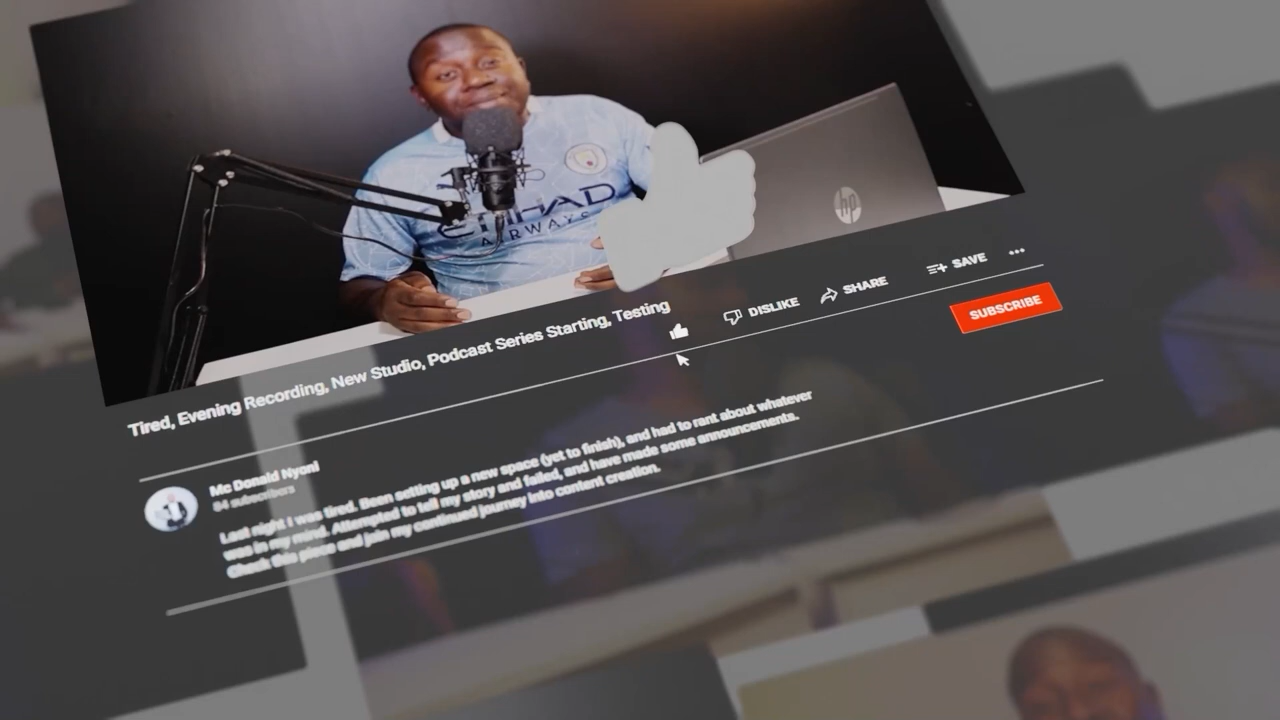 ETIHAD
AIRWAYS
hp
Tired, Evening Recording, New Studio, Podcast Series Starting, Testing
DISLIKE
SHARE
SAVE
SUBSCRIBE
Mc Donald Nyoni
84 subscribers
Last night I was tired. Been setting up a new space (yet to finish), and had to rant about whatever
was in my mind. Attempted to tell my story and failed, and have made some announcements.
Check this piece and join my continued journey into content creation.